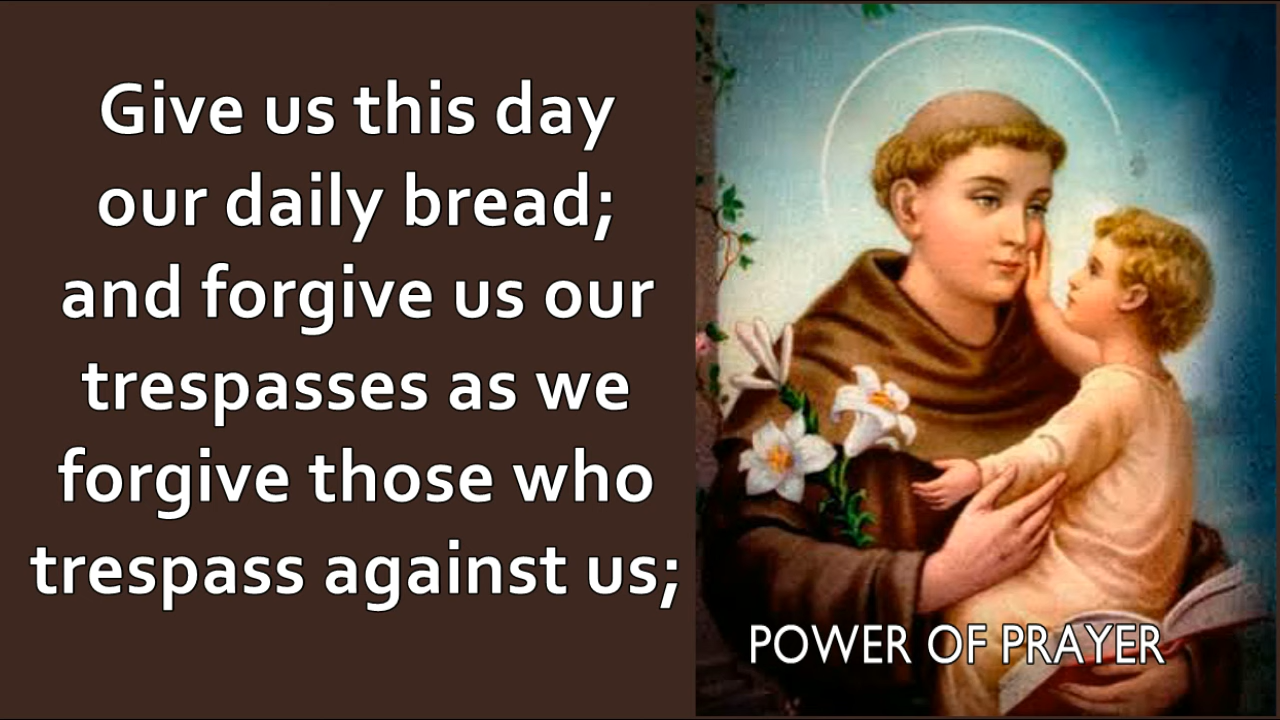 Give us this day
our daily bread;
and forgive us our
trespasses as we
forgive those who
trespass against us;
POWER OF PRAYER